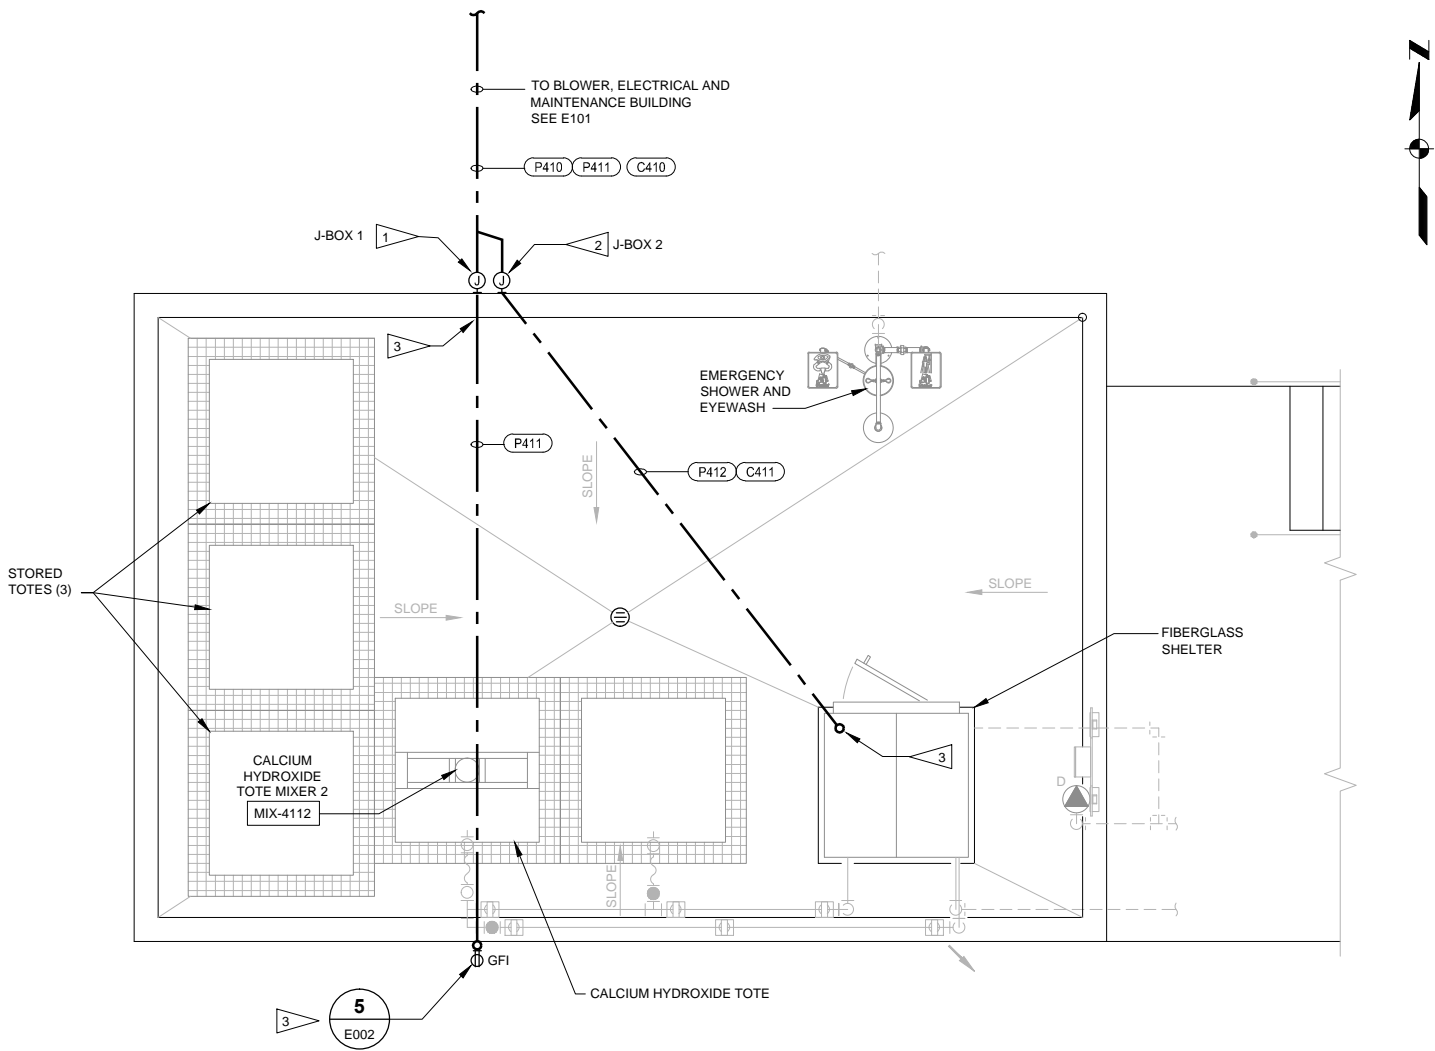 N
TO BLOWER, ELECTRICAL AND
MAINTENANCE BUILDING
SEE E101
P410 P411 C410
J-BOX 1 1
2 J-BOX 2
J J
3
EMERGENCY
SHOWER AND
EYEWASH
P411
P412 C411
SLOPE
STORED
TOTES (3)
SLOPE
SLOPE
FIBERGLASS
SHELTER
3
CALCIUM
HYDROXIDE
TOTE MIXER 2
MIX-4112
D
SLOPE
GFI
CALCIUM HYDROXIDE TOTE
3
5
E002